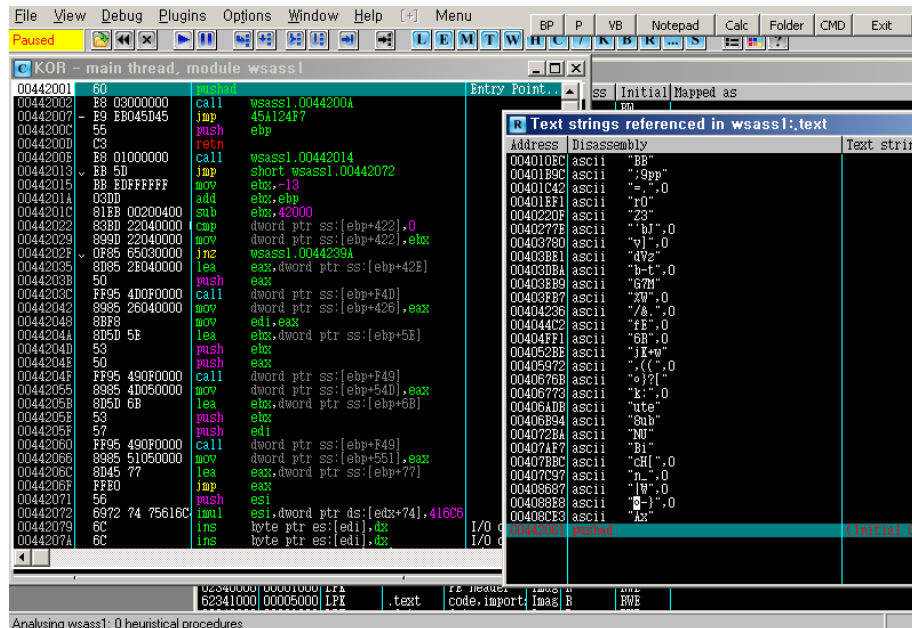 File View Debug Plugins Options Window Help [+] Menu
BP P VB Notepad Calc Folder CMD Exit
Paused
L E M T W H C / K B R ... S ?
C KOR - main thread, module wsass1
00442001 60 pushad Entry Point..
00442002 E8 03000000 call wsass1.0044200A
00442007 - E9 EB045D45 jmp 45A124F7
0044200C 55 push ebp
0044200D C3 retn
0044200E E8 01000000 call wsass1.00442014
00442013 EB 5D jmp short wsass1.00442072
00442015 BB EDFFFFFF mov ebx,-13
0044201A 03DD add ebx,ebp
0044201C 81EB 00200400 sub ebx,42000
00442022 83BD 22040000 cmp dword ptr ss:[ebp+422],0
00442029 899D 22040000 mov dword ptr ss:[ebp+422],ebx
0044202F 0F85 65030000 jnz wsass1.0044239A
00442035 8D85 2E040000 lea eax,dword ptr ss:[ebp+42E]
0044203B 50 push eax
0044203C FF95 4D0F0000 call dword ptr ss:[ebp+F4D]
00442042 8985 26040000 mov dword ptr ss:[ebp+426],eax
00442048 8BF8 mov edi,eax
0044204A 8D5D 5E lea ebx,dword ptr ss:[ebp+5E]
0044204D 53 push ebx
0044204E 50 push eax
0044204F FF95 490F0000 call dword ptr ss:[ebp+F49]
00442055 8985 4D050000 mov dword ptr ss:[ebp+54D],eax
0044205B 8D5D 6B lea ebx,dword ptr ss:[ebp+6B]
0044205E 53 push ebx
0044205F 57 push edi
00442060 FF95 490F0000 call dword ptr ss:[ebp+F49]
00442066 8985 51050000 mov dword ptr ss:[ebp+551],eax
0044206C 8D45 77 lea eax,dword ptr ss:[ebp+77]
0044206F FFE0 jmp eax
00442071 56 push esi
00442072 6972 74 75616C imul esi,dword ptr ds:[edx+74],416C6
00442079 6C ins byte ptr es:[edi],dx I/O c
0044207A 6C ins byte ptr es:[edi],dx I/O c
ss Initial Mapped as
RW
R Text strings referenced in wsass1:.text
Address Disassembly Text strin
004010EC ascii "BB"
00401B9C ascii ";9pp"
00401C42 ascii "=.",0
00401EF1 ascii "r0"
0040220F ascii "Z3"
0040277E ascii "`bJ",0
00403780 ascii "v]",0
00403BE1 ascii "dVz"
00403DBA ascii "b-t",0
00403EB9 ascii "G7M"
00403FB7 ascii "XW",0
00404236 ascii "/&.",0
004044C2 ascii "fE",0
00404FF1 ascii "6B",0
004052BE ascii "jE+w"
00405972 ascii ",((",0
0040676B ascii "o}?["
00406773 ascii "k:",0
00406ADB ascii "ute"
00406B94 ascii "8ub"
004072BA ascii "NU"
00407AF7 ascii "Bi"
00407BBC ascii "cH[",0
00407C97 ascii "n_",0
00408687 ascii "|W",0
004088E8 ascii
00408CE3 ascii "Ax"
00442001 pushad (Initial
62340000 00001000 LPK PE header Imag R RWE
62341000 00005000 LPK .text code,import Imag R RWE
Analysing wsass1: 0 heuristical procedures